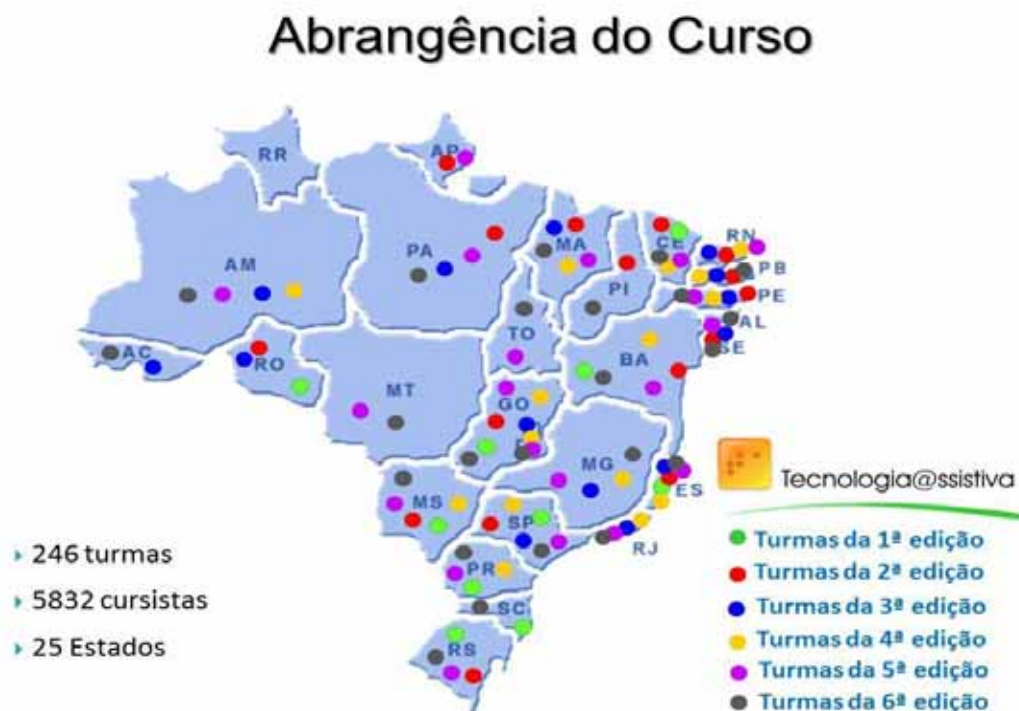 Abrangência do Curso
RR
AP
AM
PA
MA
CE
RN
PB
PI
PE
AL
SE
TO
AC
RO
BA
MT
GO
MG
ES
MS
SP
RJ
PR
SC
RS
Tecnologia@ssistiva
246 turmas
5832 cursistas
25 Estados
Turmas da 1ª edição
Turmas da 2ª edição
Turmas da 3ª edição
Turmas da 4ª edição
Turmas da 5ª edição
Turmas da 6ª edição